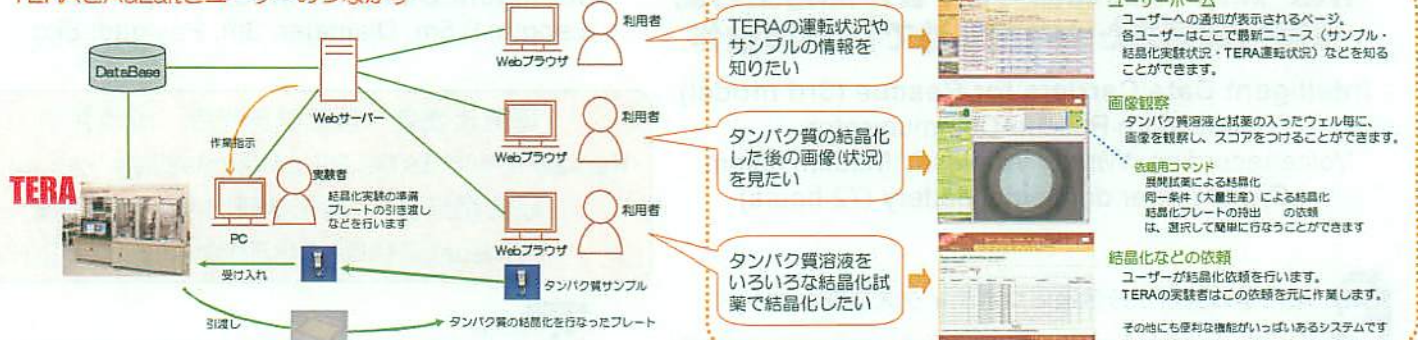 DataBase
Webサーバー
作業指示
TERA
実験者
結晶化実験の準備
プレートの引き渡し
などを行います
PC
受け入れ
引渡し
利用者
Webブラウザ
利用者
Webブラウザ
利用者
Webブラウザ
タンパク質サンプル
タンパク質の結晶化を行なったプレート
TERAの運転状況や
サンプルの情報を
知りたい
タンパク質の結晶化
した後の画像(状況)
を見たい
タンパク質溶液を
いろいろな結晶化試
薬で結晶化したい
ユーザーホーム
ユーザーへの通知が表示されるページ。
各ユーザーはここで最新ニュース（サンプル・
結晶化実験状況・TERA運転状況）などを知る
ことができます。
画像観察
タンパク質溶液と試薬の入ったウェル毎に、
画像を観察し、スコアをつけることができます。
依頼用コマンド
展開試薬による結晶化
同一条件（大量生産）による結晶化
結晶化プレートの持出 の依頼
は、選択して簡単に行なうことができます
結晶化などの依頼
ユーザーが結晶化依頼を行います。
TERAの実験者はこの依頼を元に作業します。
その他にも便利な機能がいっぱいあるシステムです